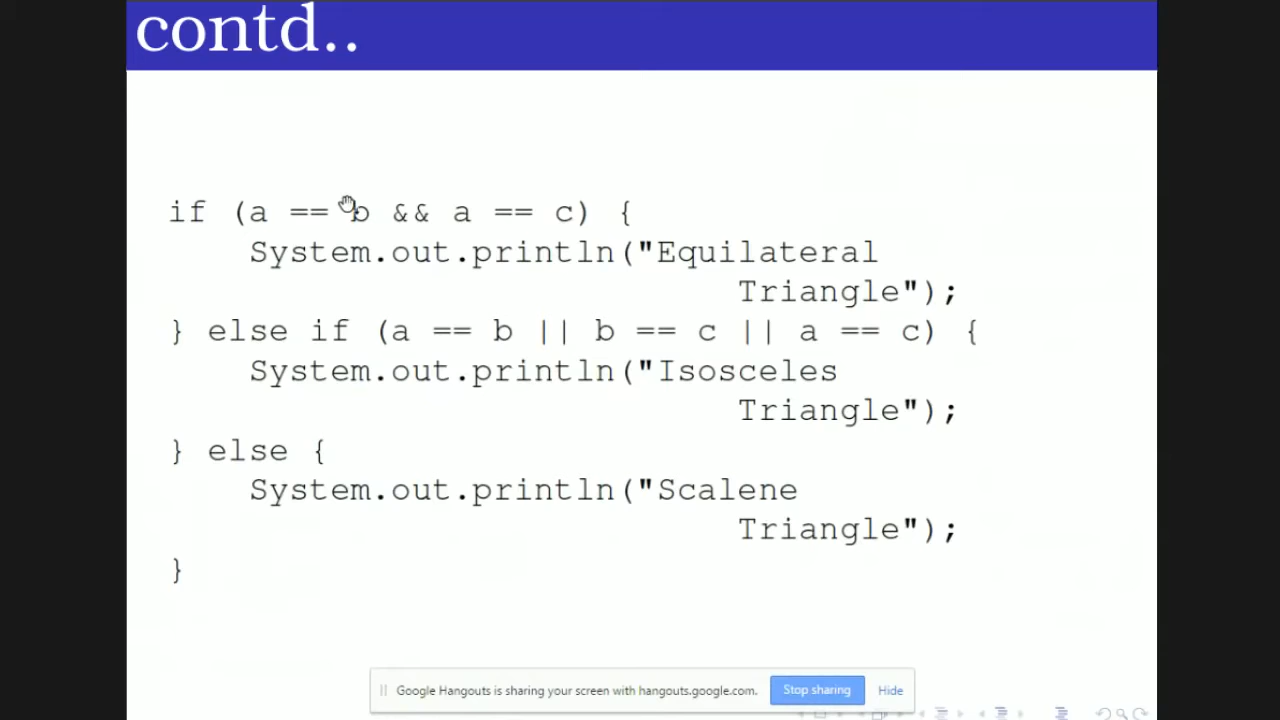 contd..
if (a == b && a == c) {
System.out.println("Equilateral
Triangle");
} else if (a == b || b == c || a == c) {
System.out.println("Isosceles
Triangle");
} else {
System.out.println("Scalene
Triangle");
}
Google Hangouts is sharing your screen with hangouts.google.com. Stop sharing Hide